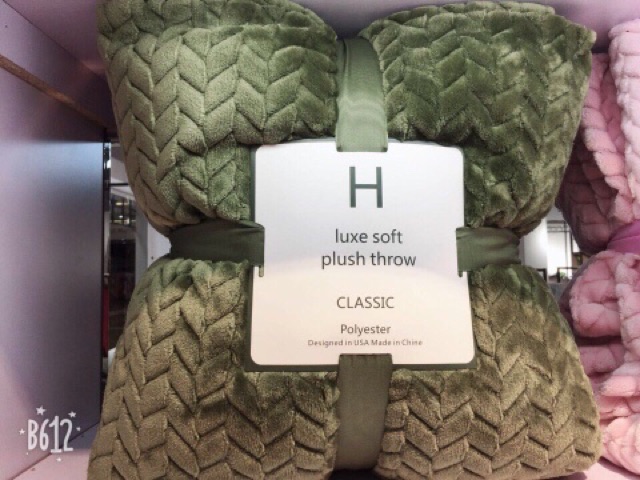 H
luxe soft
plush throw
CLASSIC
Polyester
Designed in USA Made in China
B612